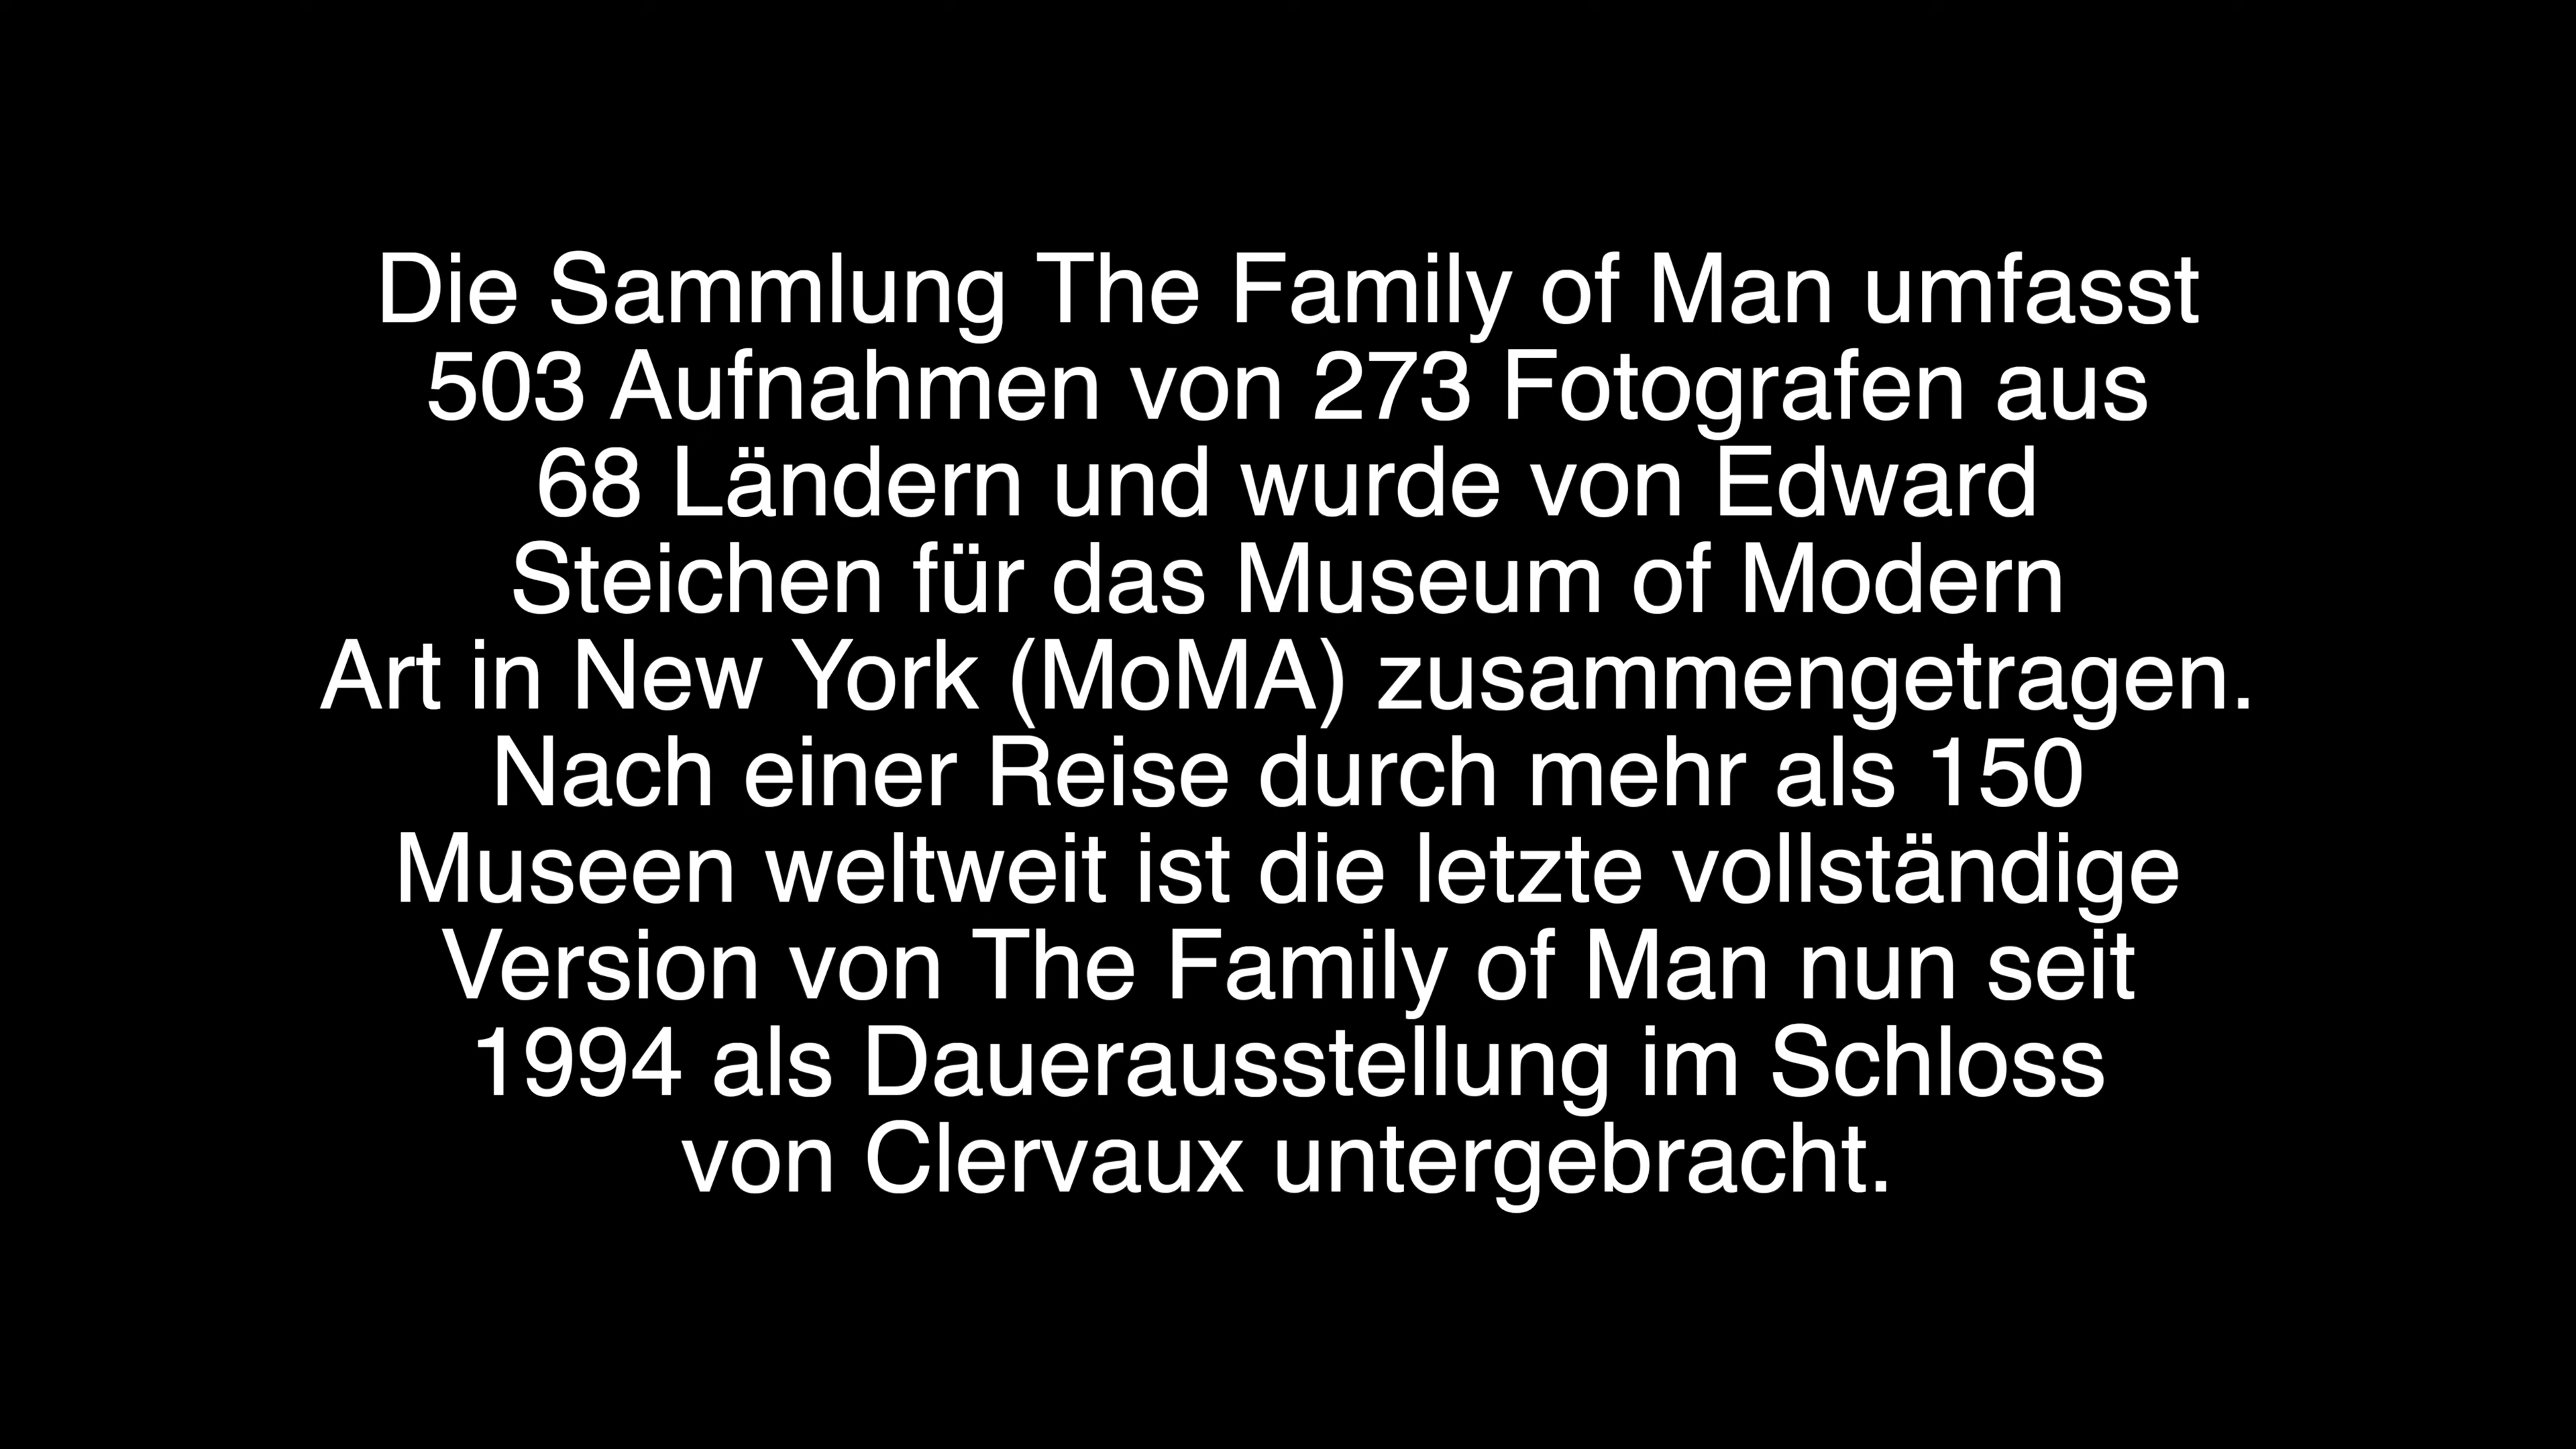 Die Sammlung The Family of Man umfasst
503 Aufnahmen von 273 Fotografen aus
68 Ländern und wurde von Edward
Steichen für das Museum of Modern
Art in New York (MoMA) zusammengetragen.
Nach einer Reise durch mehr als 150
Museen weltweit ist die letzte vollständige
Version von The Family of Man nun seit
1994 als Dauerausstellung im Schloss
von Clervaux untergebracht.